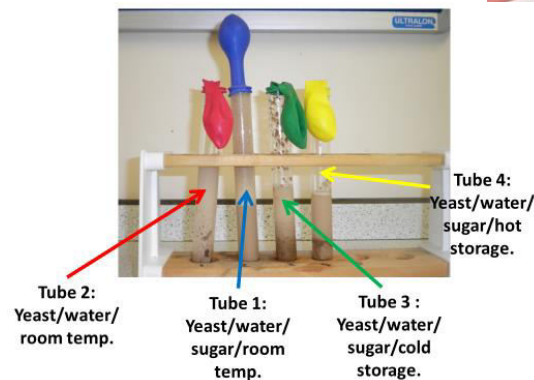 ULTRALON
Tube 4:
Yeast/water/
sugar/hot
storage.
Tube 2:
Yeast/water/
room temp.
Tube 1:
Yeast/water/
sugar/room
temp.
Tube 3 :
Yeast/water/
sugar/cold
storage.